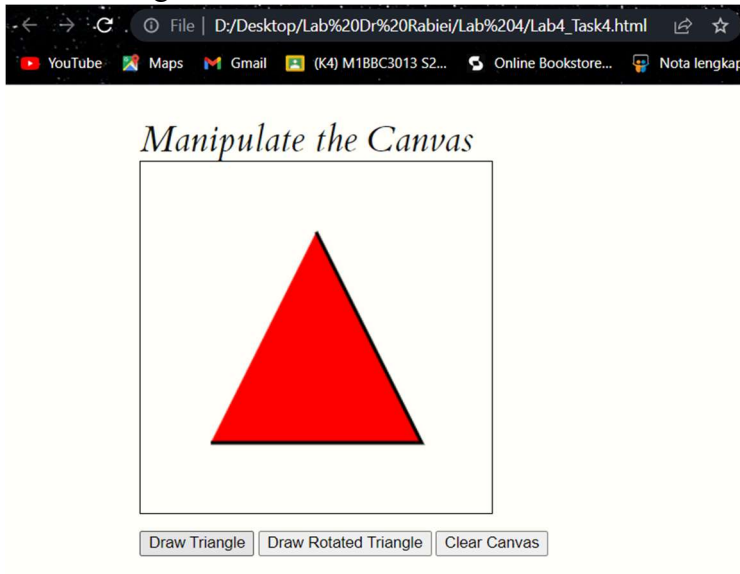 File | D:/Desktop/Lab%20Dr%20Rabiei/Lab%204/Lab4_Task4.html
YouTube Maps Gmail (K4) M1BBC3013 S2... Online Bookstore... Nota lengkap
Manipulate the Canvas
Draw Triangle Draw Rotated Triangle Clear Canvas